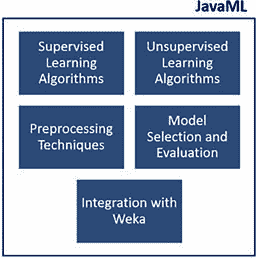 JavaML
Supervised
Learning
Algorithms
Unsupervised
Learning
Algorithms
Preprocessing
Techniques
Model
Selection and
Evaluation
Integration with
Weka